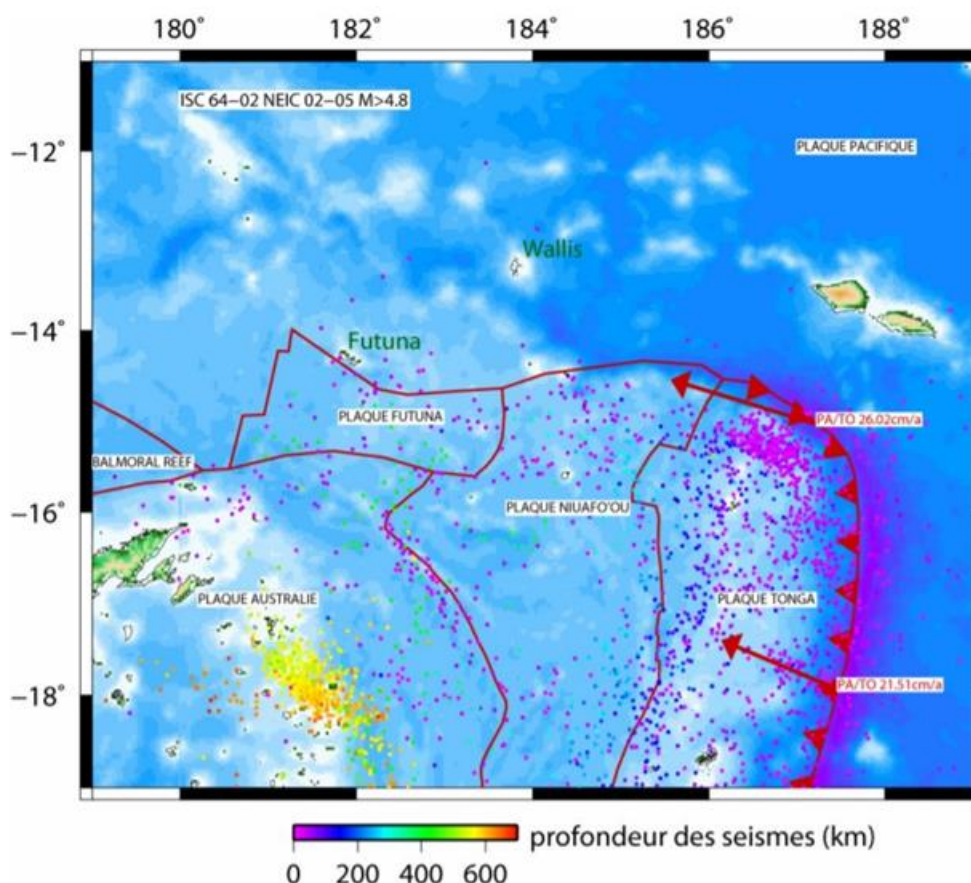 180° 182° 184° 186° 188°
ISC 64−02 NEIC 02−05 M>4.8
−12°
PLAQUE PACIFIQUE
Wallis
−14°
Futuna
PLAQUE FUTUNA
PA/TO 26.02cm/a
BALMORAL REEF
−16°
PLAQUE NIUAFO'OU
PLAQUE AUSTRALIE
PLAQUE TONGA
−18°
PA/TO 21.51cm/a
profondeur des seismes (km)
0 200 400 600